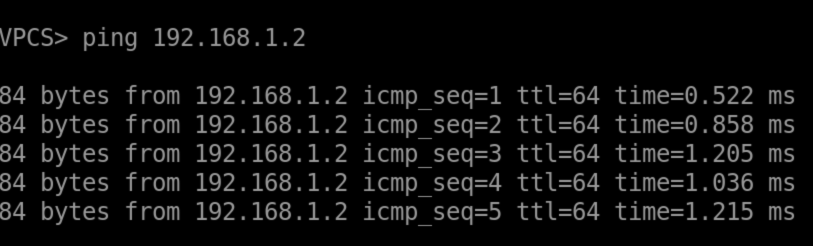 VPCS> ping 192.168.1.2
84 bytes from 192.168.1.2 icmp_seq=1 ttl=64 time=0.522 ms
84 bytes from 192.168.1.2 icmp_seq=2 ttl=64 time=0.858 ms
84 bytes from 192.168.1.2 icmp_seq=3 ttl=64 time=1.205 ms
84 bytes from 192.168.1.2 icmp_seq=4 ttl=64 time=1.036 ms
84 bytes from 192.168.1.2 icmp_seq=5 ttl=64 time=1.215 ms